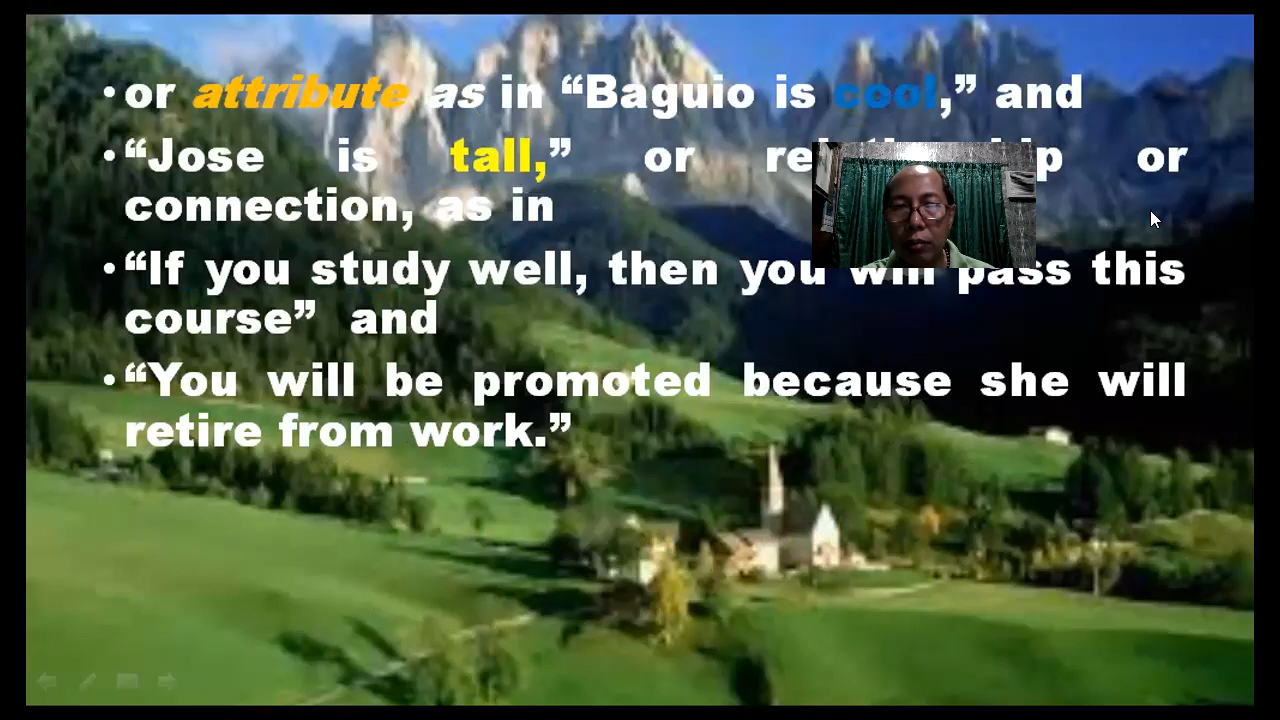 • or attribute as in “Baguio is cool,” and
• “Jose is tall,” or or
connection, as in
• “If you study well, then you will pass this
course” and
• “You will be promoted because she will
retire from work.”